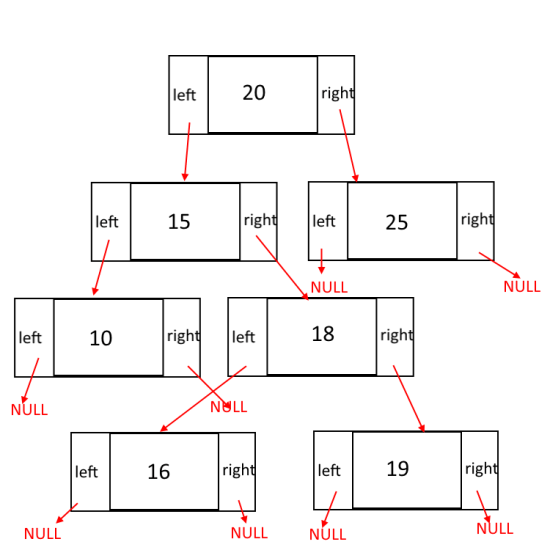 left 20 right
left 15 right
left 25 right
NULL NULL
left 10 right
left 18 right
NULL NULL
left 16 right
left 19 right
NULL NULL NULL NULL